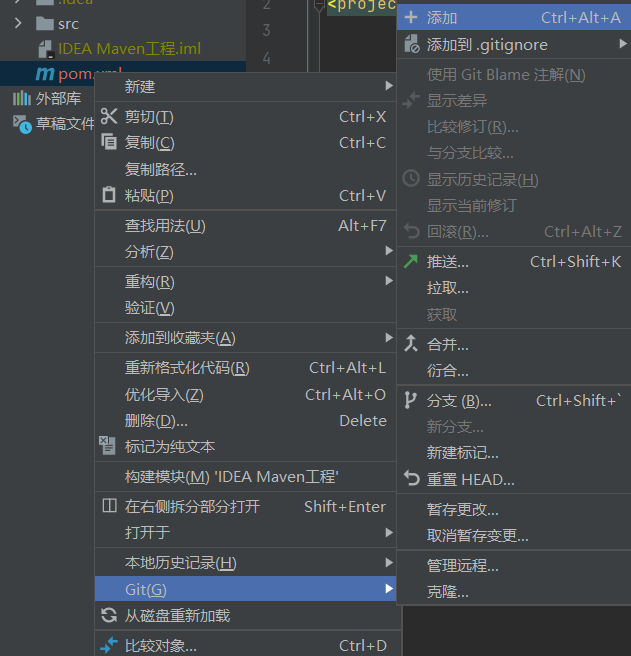 .idea
src
IDEA Maven工程.iml
pom.xml
外部库
草稿文件
2
3
4
<projec
新建
剪切(T) Ctrl+X
复制(C) Ctrl+C
复制路径...
粘贴(P) Ctrl+V
查找用法(U) Alt+F7
分析(Z)
重构(R)
验证(V)
添加到收藏夹(A)
重新格式化代码(R) Ctrl+Alt+L
优化导入(Z) Ctrl+Alt+O
删除(D)... Delete
标记为纯文本
构建模块(M) 'IDEA Maven工程'
在右侧拆分部分打开 Shift+Enter
打开于
本地历史记录(H)
Git(G)
从磁盘重新加载
比较对象... Ctrl+D
添加 Ctrl+Alt+A
添加到 .gitignore
使用 Git Blame 注解(N)
显示差异
比较修订(R)...
与分支比较...
显示历史记录(H)
显示当前修订
回滚(R)... Ctrl+Alt+Z
推送... Ctrl+Shift+K
拉取...
获取
合并...
衍合...
分支 (B)... Ctrl+Shift+`
新分支...
新建标记...
重置 HEAD...
暂存更改...
取消暂存变更...
管理远程...
克隆...